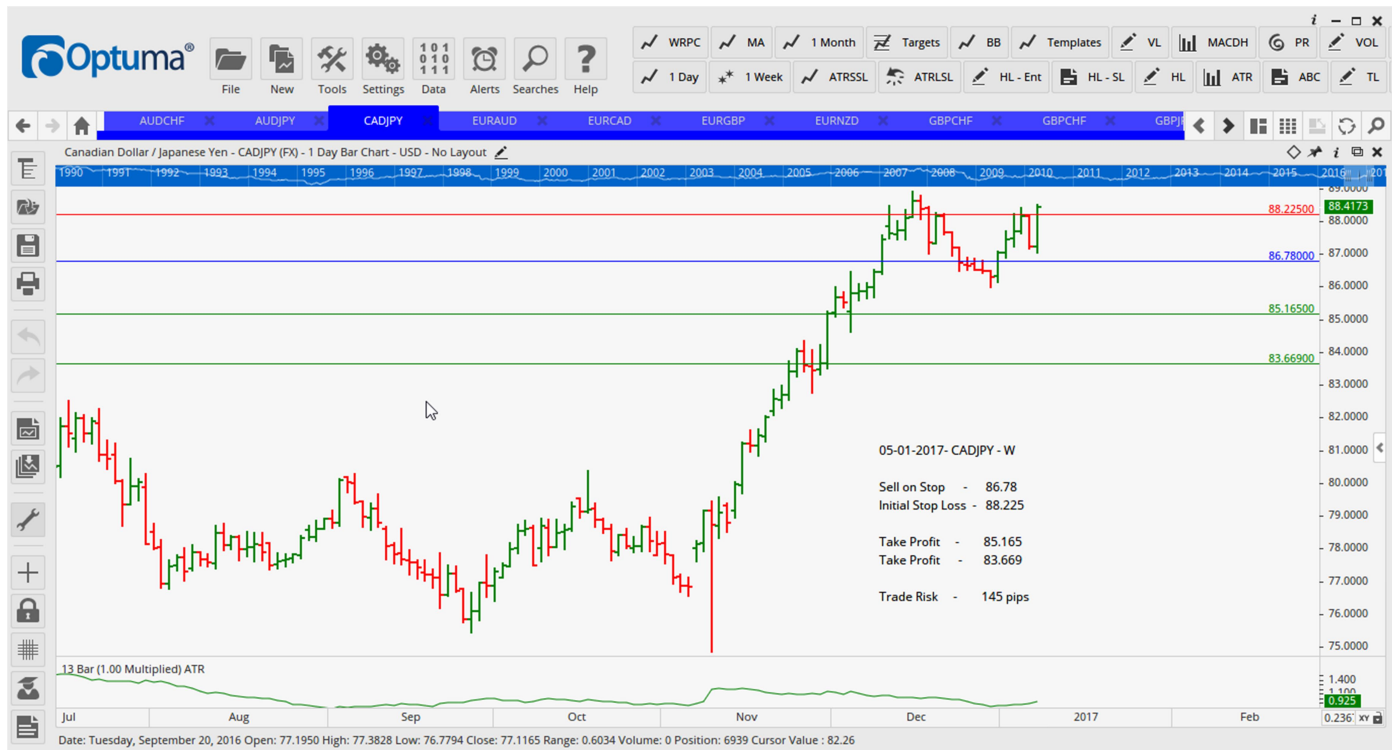 Optuma®
File
New
Tools
Settings
101
010
111
Data
Alerts
Searches
?
Help
WRPC
MA
1 Month
Targets
BB
Templates
VL
MACDH
PR
VOL
1 Day
1 Week
ATRSSL
ATRLSL
HL - Ent
HL - SL
HL
ATR
ABC
TL
AUDCHF
AUDJPY
CADJPY
EURAUD
EURCAD
EURGBP
EURNZD
GBPCHF
GBPCHF
Canadian Dollar / Japanese Yen - CADJPY (FX) - 1 Day Bar Chart - USD - No Layout
1990 1991 1992 1993 1994 1995 1996 1997 1998 1999 2000 2001 2002 2003 2004 2005 2006 2007 2008 2009 2010 2011 2012 2013 2014 2015 2016
89.0000
88.22500
88.4173
88.0000
87.0000
86.78000
86.0000
85.16500
85.0000
84.0000
83.66900
83.0000
82.0000
81.0000
80.0000
79.0000
78.0000
77.0000
76.0000
75.0000
05-01-2017- CADJPY - W
Sell on Stop - 86.78
Initial Stop Loss - 88.225
Take Profit - 85.165
Take Profit - 83.669
Trade Risk - 145 pips
13 Bar (1.00 Multiplied) ATR
1.400
1.100
0.925
Jul Aug Sep Oct Nov Dec 2017 Feb
0.236 XY
Date: Tuesday, September 20, 2016 Open: 77.1950 High: 77.3828 Low: 76.7794 Close: 77.1165 Range: 0.6034 Volume: 0 Position: 6939 Cursor Value : 82.26